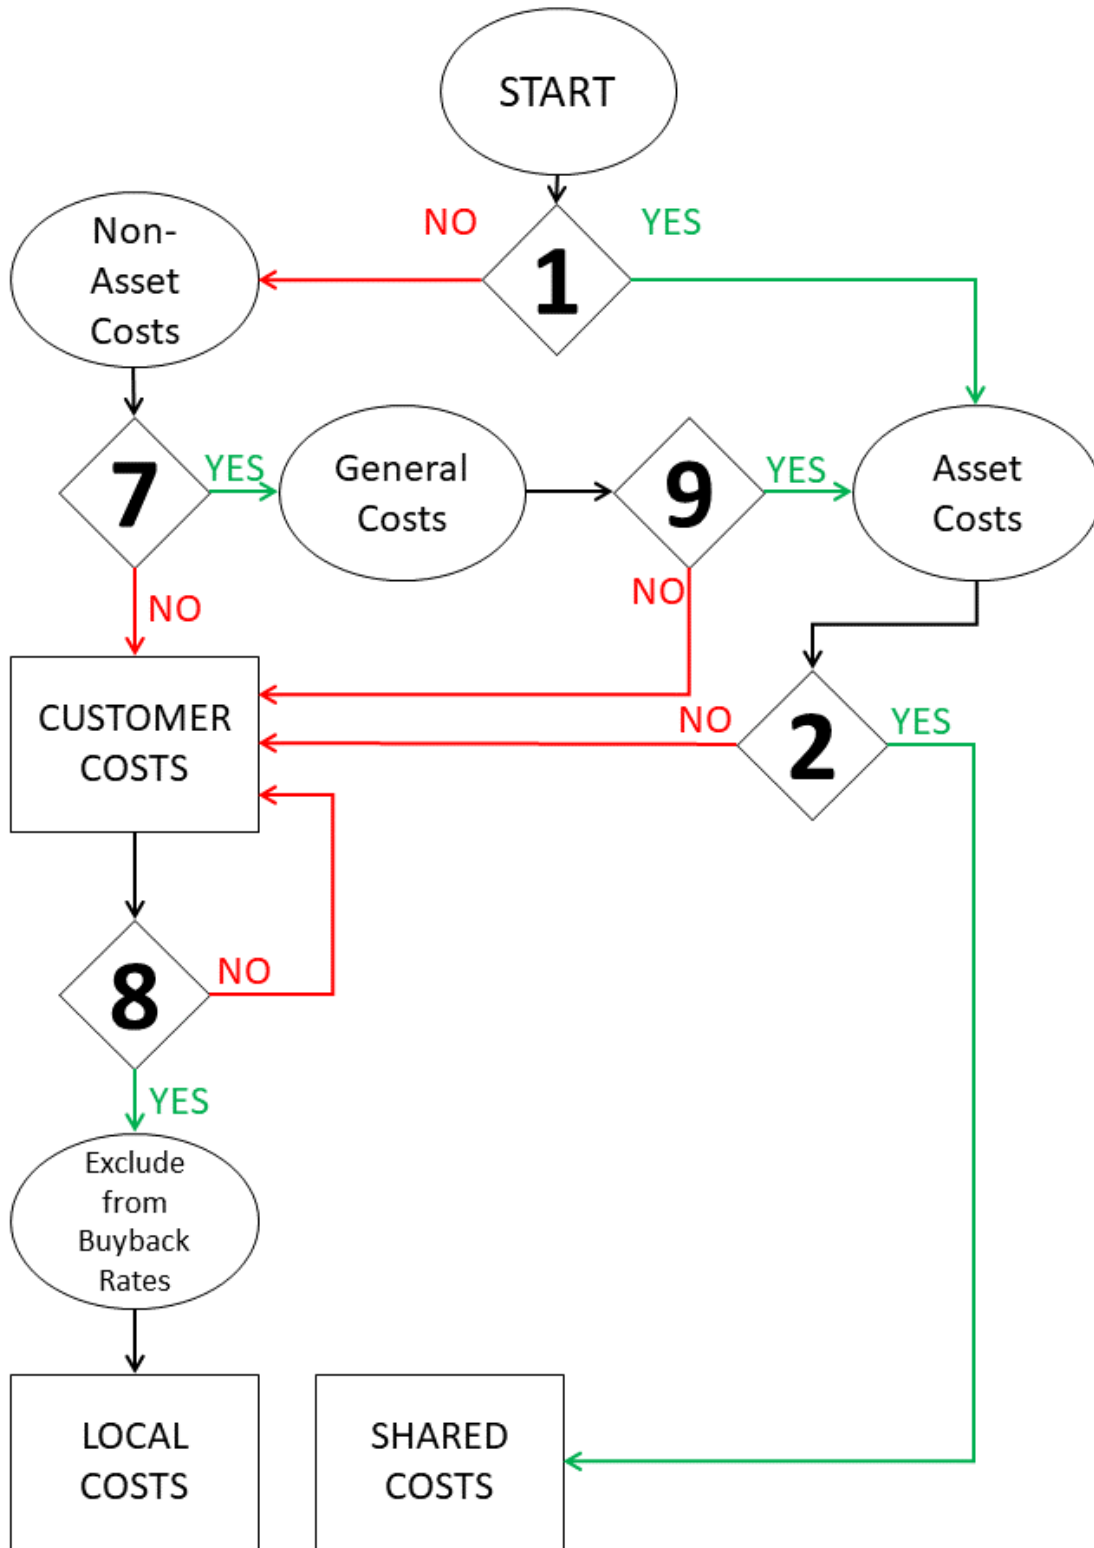 START
NO
YES
1
Non-
Asset
Costs
7
YES
General
Costs
9
YES
Asset
Costs
NO
NO
CUSTOMER
COSTS
NO
2
YES
8
NO
YES
Exclude
from
Buyback
Rates
LOCAL
COSTS
SHARED
COSTS